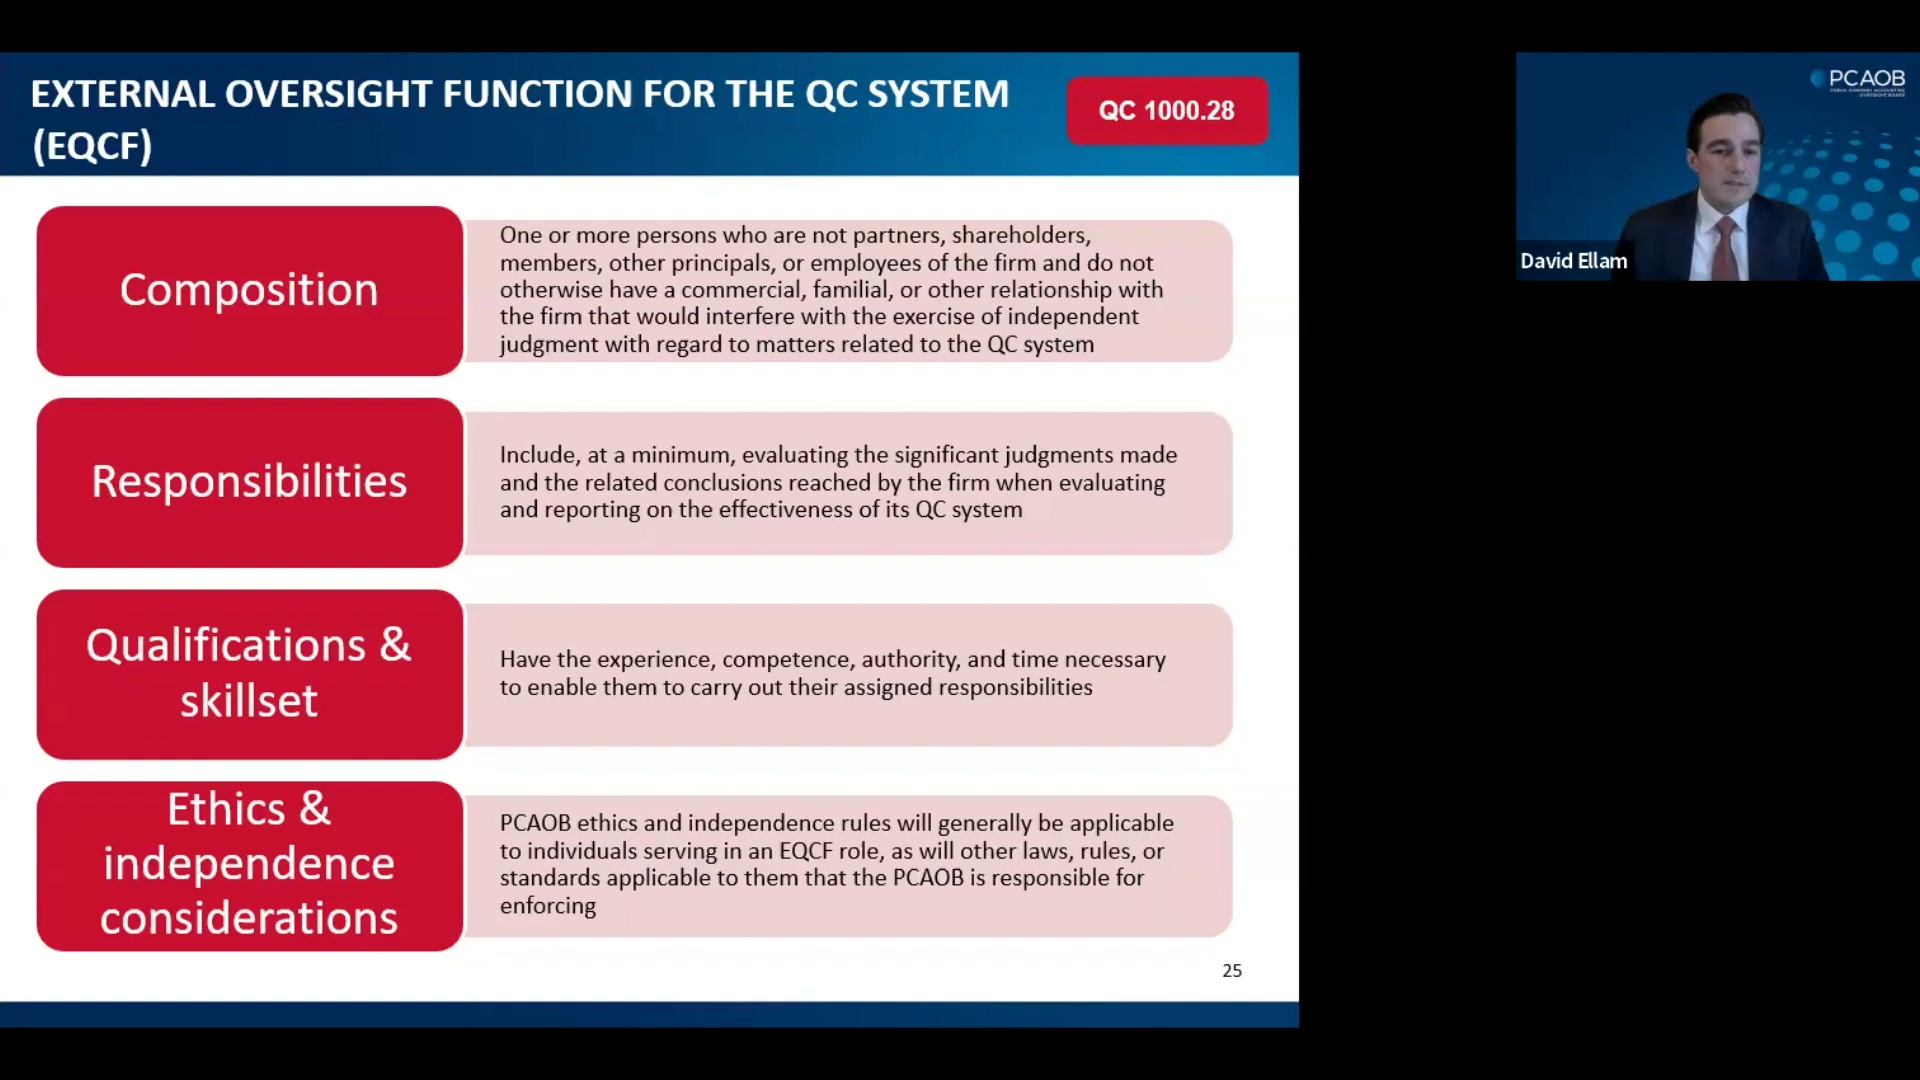 EXTERNAL OVERSIGHT FUNCTION FOR THE QC SYSTEM
(EQCF)
QC 1000.28
Composition
One or more persons who are not partners, shareholders,
members, other principals, or employees of the firm and do not
otherwise have a commercial, familial, or other relationship with
the firm that would interfere with the exercise of independent
judgment with regard to matters related to the QC system
Responsibilities
Include, at a minimum, evaluating the significant judgments made
and the related conclusions reached by the firm when evaluating
and reporting on the effectiveness of its QC system
Qualifications &
skillset
Have the experience, competence, authority, and time necessary
to enable them to carry out their assigned responsibilities
Ethics &
independence
considerations
PCAOB ethics and independence rules will generally be applicable
to individuals serving in an EQCF role, as will other laws, rules, or
standards applicable to them that the PCAOB is responsible for
enforcing
25
PCAOB
PUBLIC COMPANY ACCOUNTING
OVERSIGHT BOARD
David Ellam